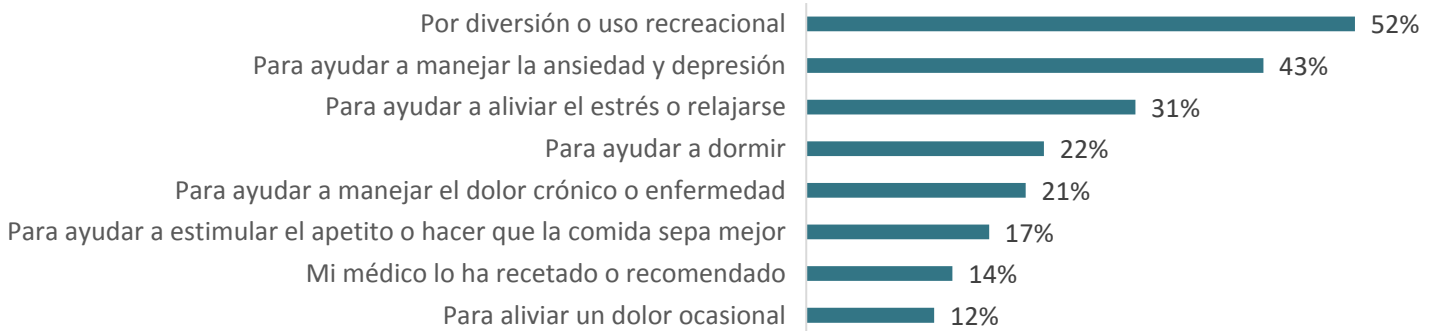 Por diversión o uso recreacional 52%
Para ayudar a manejar la ansiedad y depresión 43%
Para ayudar a aliviar el estrés o relajarse 31%
Para ayudar a dormir 22%
Para ayudar a manejar el dolor crónico o enfermedad 21%
Para ayudar a estimular el apetito o hacer que la comida sepa mejor 17%
Mi médico lo ha recetado o recomendado 14%
Para aliviar un dolor ocasional 12%